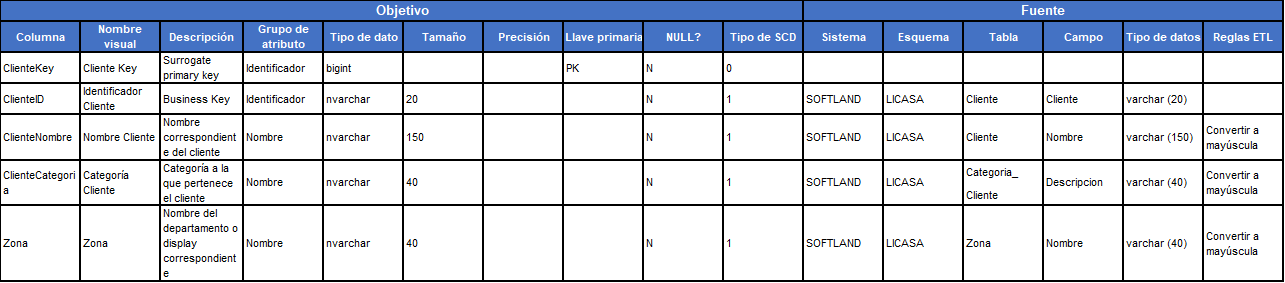 Objetivo Fuente
Columna Nombre visual Descripción Grupo de atributo Tipo de dato Tamaño Precisión Llave primaria NULL? Tipo de SCD Sistema Esquema Tabla Campo Tipo de datos Reglas ETL
ClienteKey Cliente Key Surrogate primary key Identificador bigint PK N 0
ClienteID Identificador Cliente Business Key Identificador nvarchar 20 N 1 SOFTLAND LICASA Cliente Cliente varchar (20)
ClienteNombre Nombre Cliente Nombre correspondiente del cliente Nombre nvarchar 150 N 1 SOFTLAND LICASA Cliente Nombre varchar (150) Convertir a mayúscula
ClienteCategoria Categoría Cliente Categoría a la que pertenece el cliente Nombre nvarchar 40 N 1 SOFTLAND LICASA Categoria_Cliente Descripcion varchar (40) Convertir a mayúscula
Zona Zona Nombre del departamento o display correspondiente Nombre nvarchar 40 N 1 SOFTLAND LICASA Zona Nombre varchar (40) Convertir a mayúscula